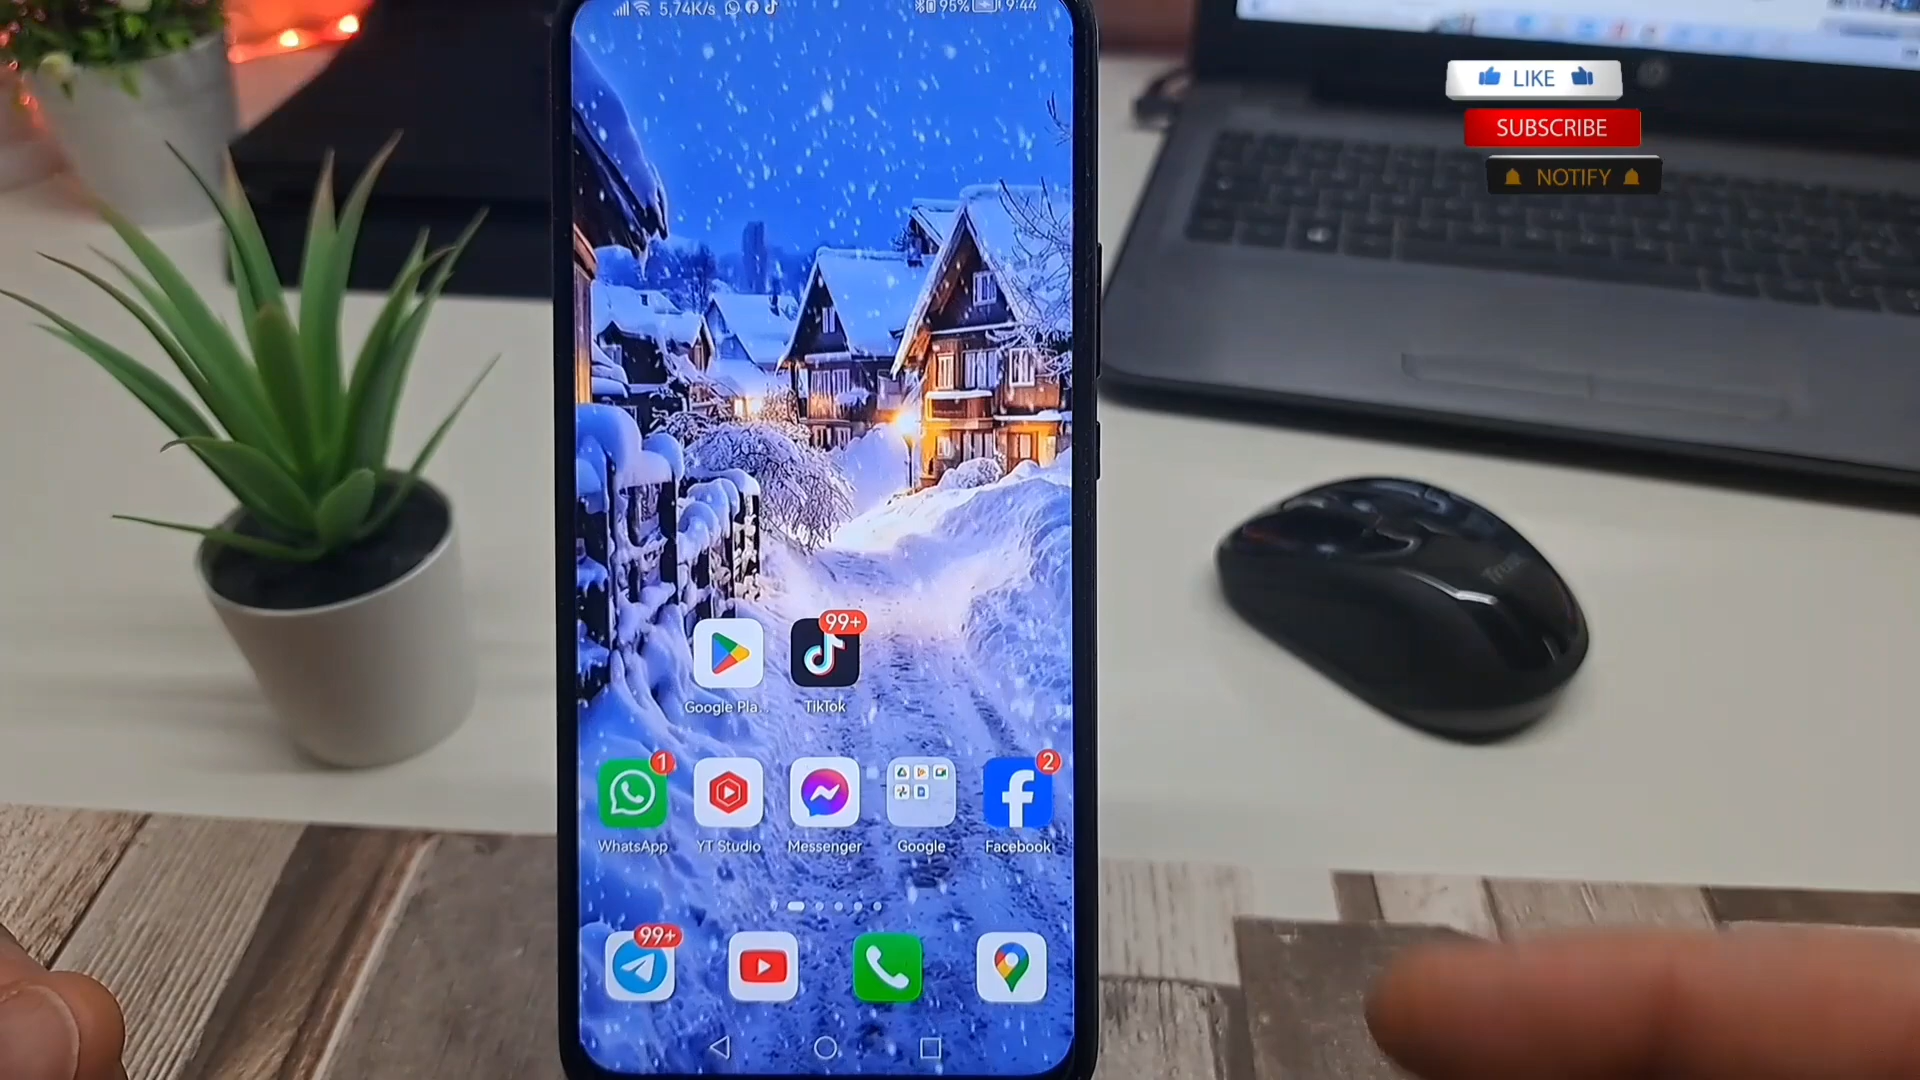 5,74K/s
95% 9:44
LIKE
SUBSCRIBE
NOTIFY
Trust
99+
Google Pla...
TikTok
1
2
WhatsApp
YT Studio
Messenger
Google
Facebook
99+